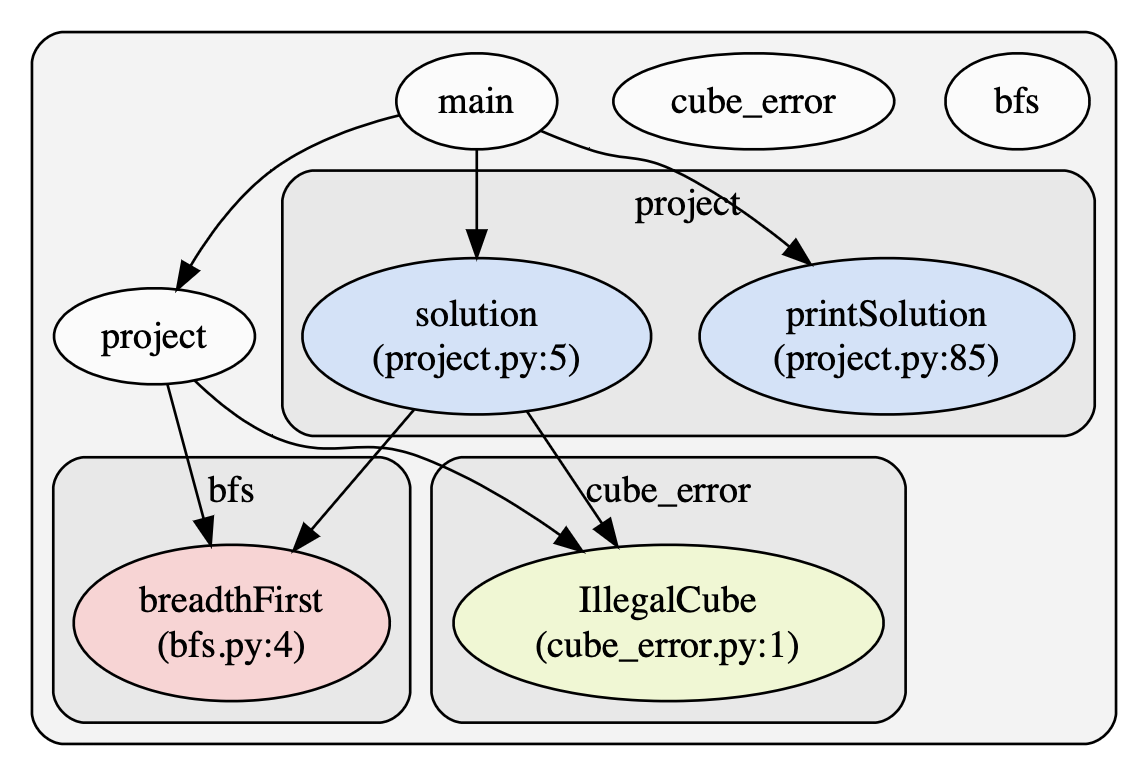 main
cube_error
bfs
project
project
solution
(project.py:5)
printSolution
(project.py:85)
bfs
cube_error
breadthFirst
(bfs.py:4)
IllegalCube
(cube_error.py:1)